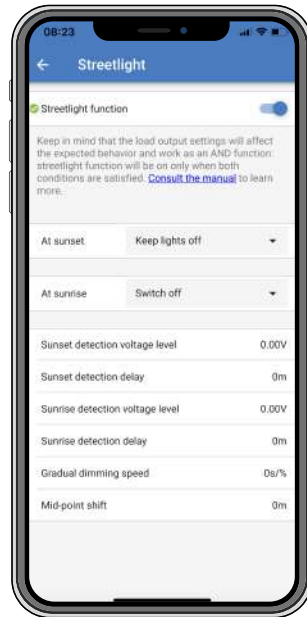 08:23
Streetlight
Streetlight function
Keep in mind that the load output settings will affect
the expected behavior and work as an AND function:
streetlight function will be on only when both
conditions are satisfied. Consult the manual to learn
more.
At sunset Keep lights off
At sunrise Switch off
Sunset detection voltage level 0.00V
Sunset detection delay 0m
Sunrise detection voltage level 0.00V
Sunrise detection delay 0m
Gradual dimming speed 0s/%
Mid-point shift 0m